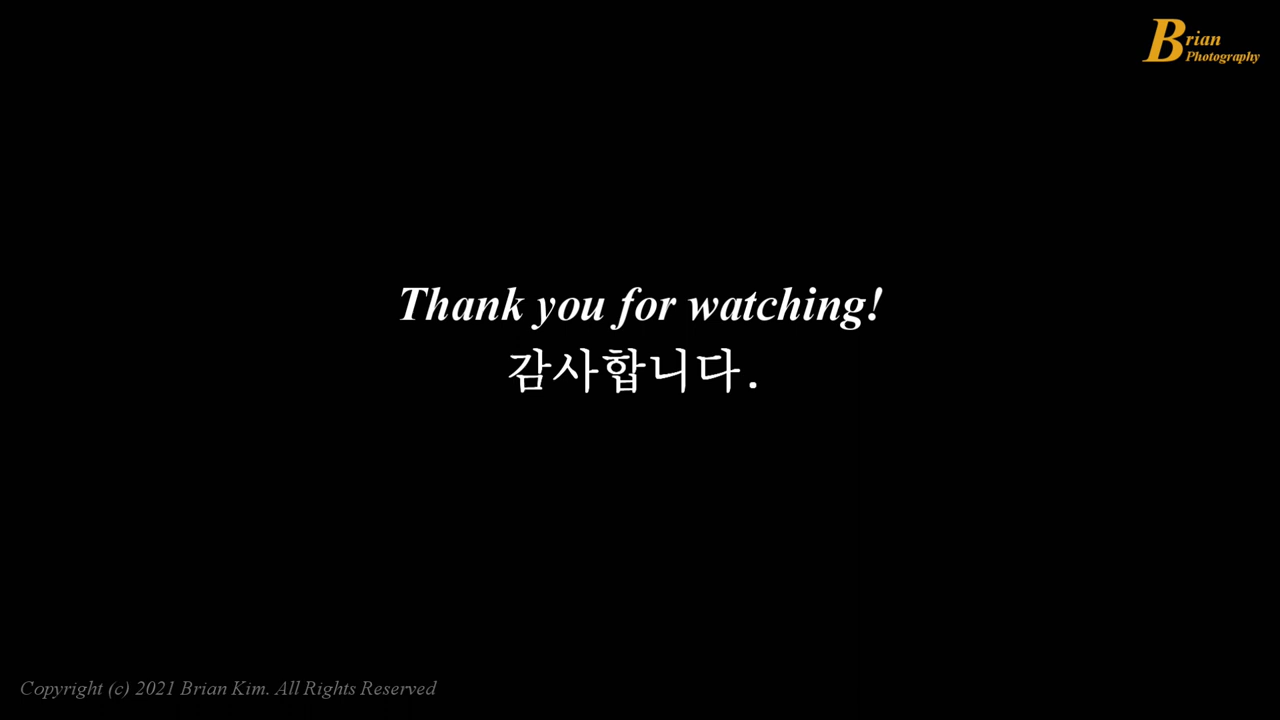 Brian
Photography
Thank you for watching!
감사합니다.
Copyright (c) 2021 Brian Kim. All Rights Reserved